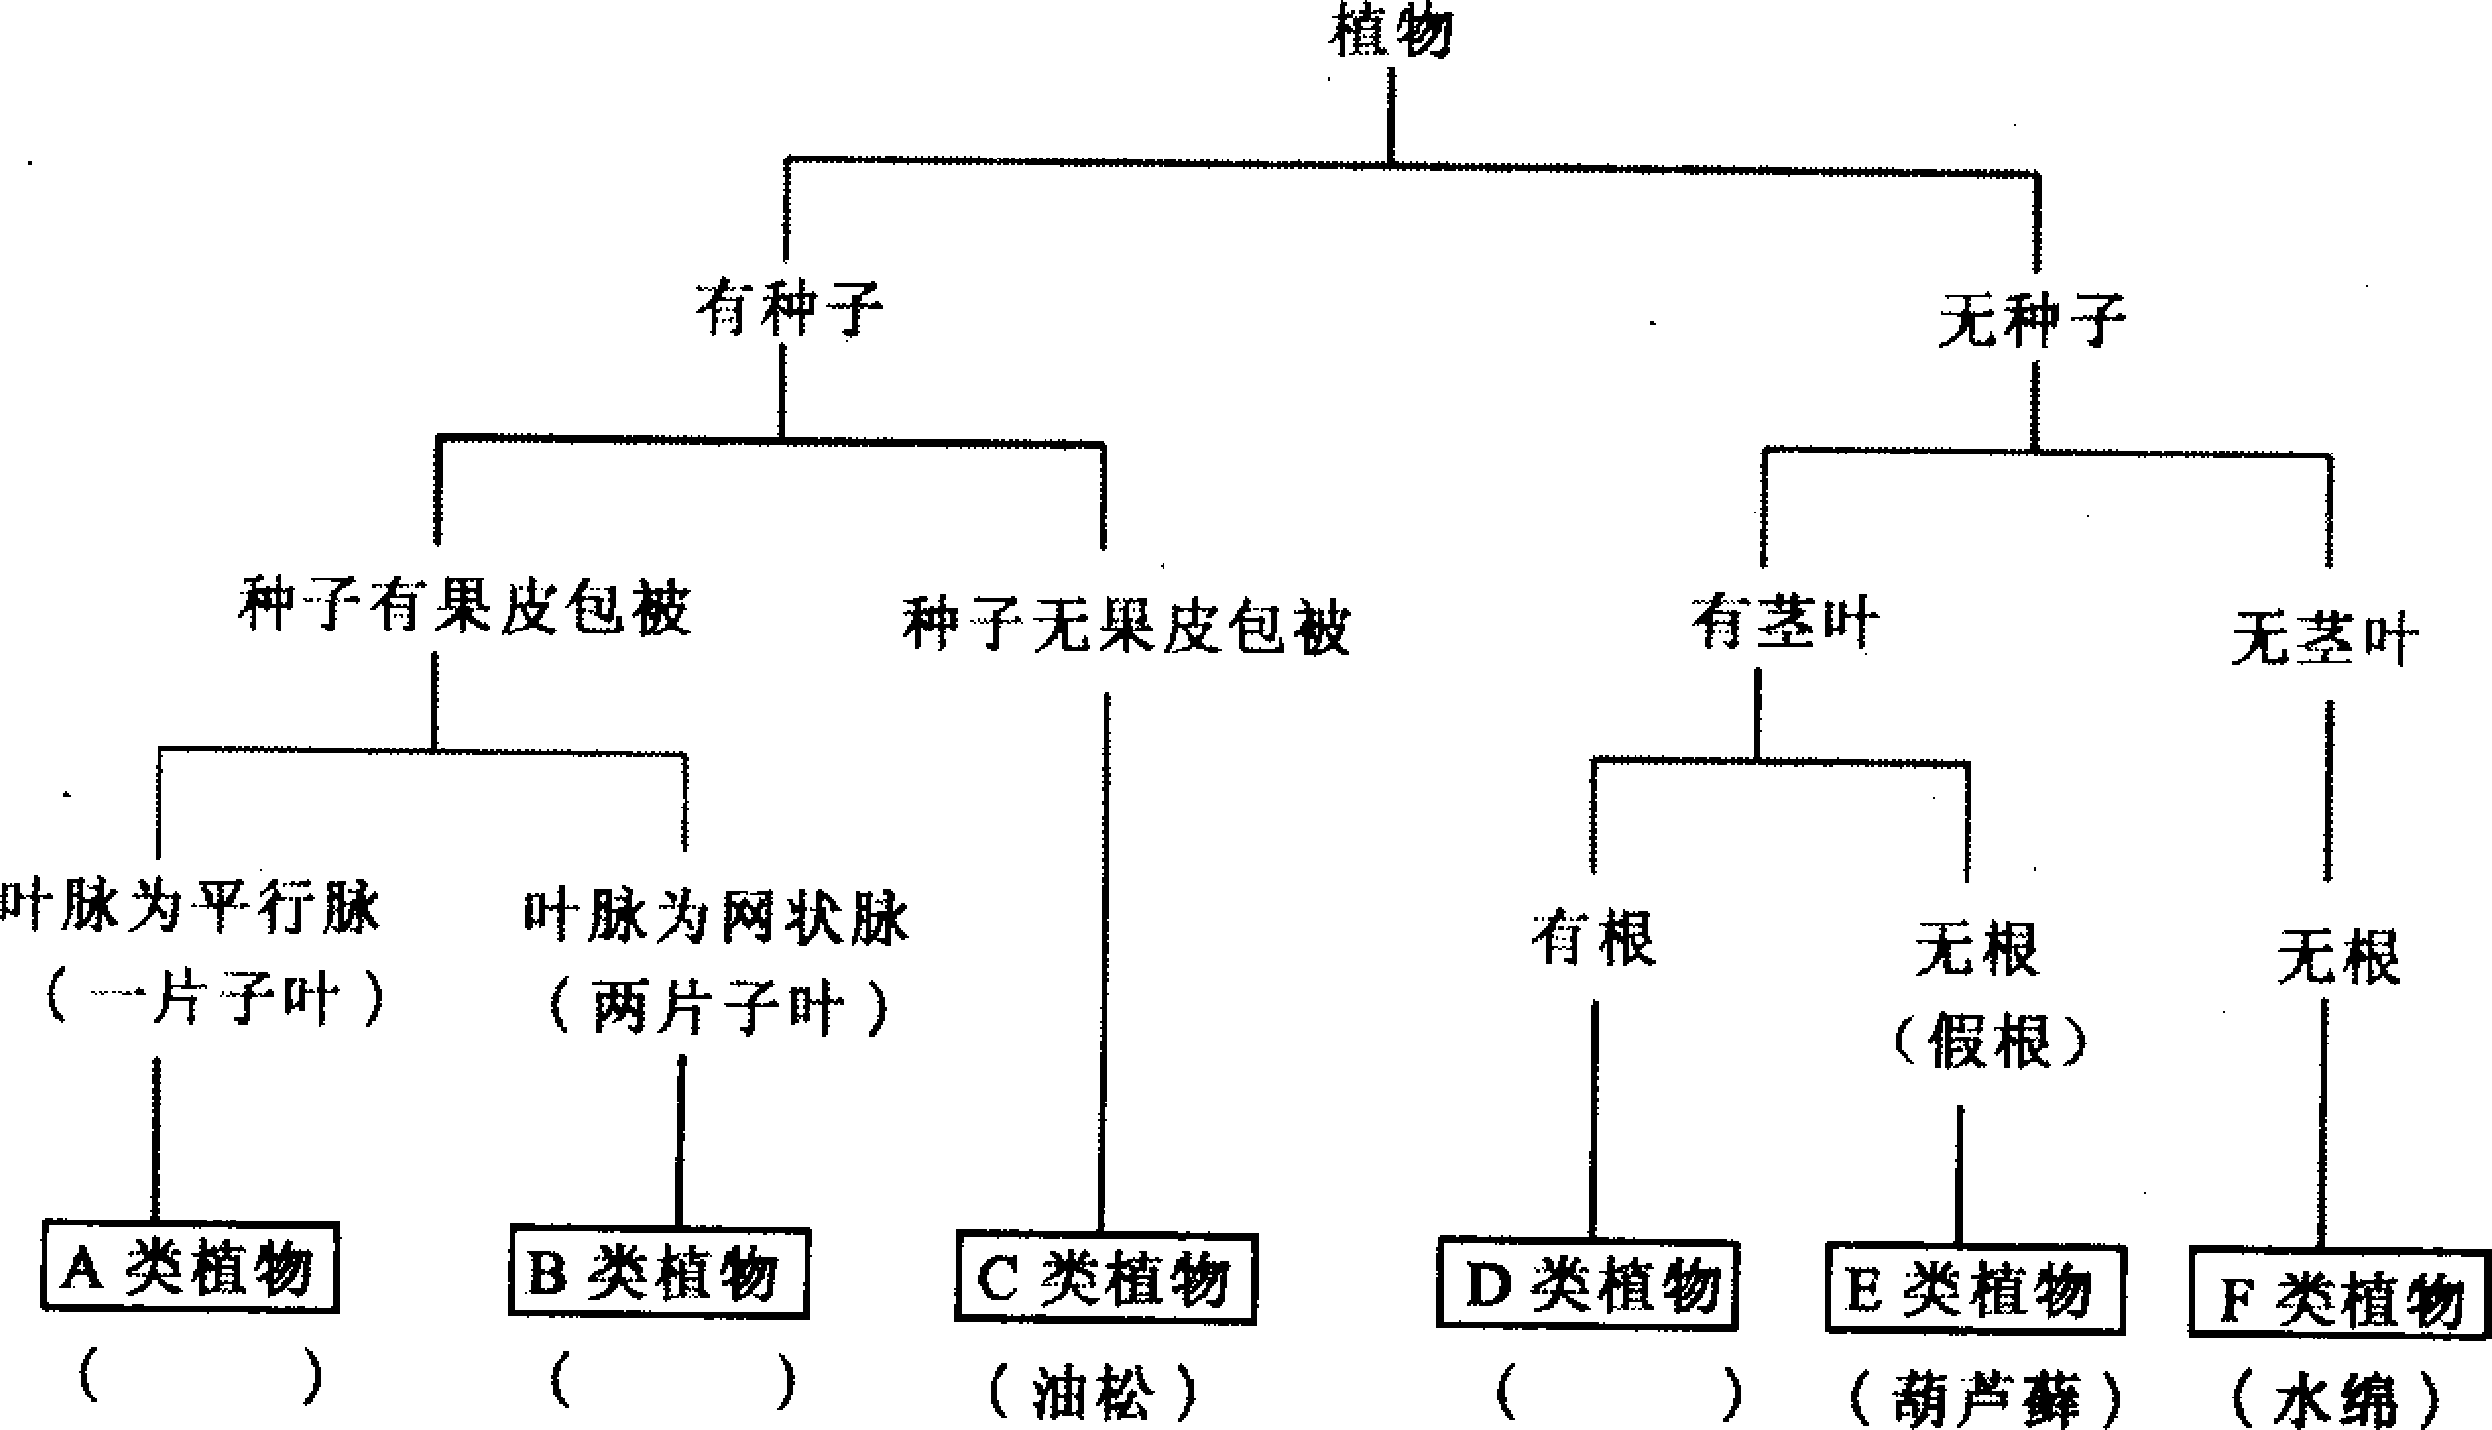 植物
有种子
无种子
种子有果皮包被
种子无果皮包被
有茎叶
无茎叶
叶脉为平行脉
(一片子叶)
叶脉为网状脉
(两片子叶)
有根
无根
(假根)
无根
A 类植物
B 类植物
C 类植物
D 类植物
E 类植物
F 类植物
( )
( )
(油松)
( )
(葫芦藓)
(水绵)